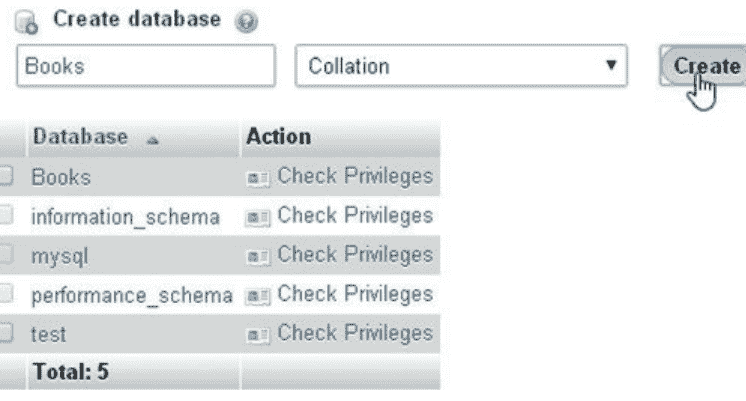 Create database
Books Collation Create
Database Action
Books Check Privileges
information_schema Check Privileges
mysql Check Privileges
performance_schema Check Privileges
test Check Privileges
Total: 5